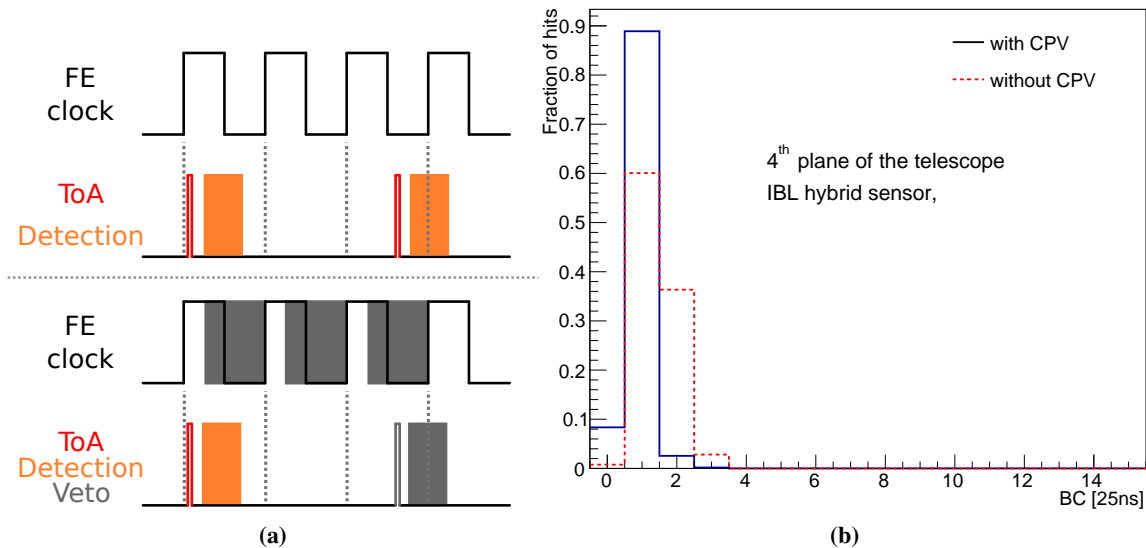 FE
clock
ToA
Detection
FE
clock
ToA
Detection
Veto
(a)
Fraction of hits
0.9
0.8
0.7
0.6
0.5
0.4
0.3
0.2
0.1
0
with CPV
without CPV
4th plane of the telescope
IBL hybrid sensor,
0 2 4 6 8 10 12 14
BC [25ns]
(b)